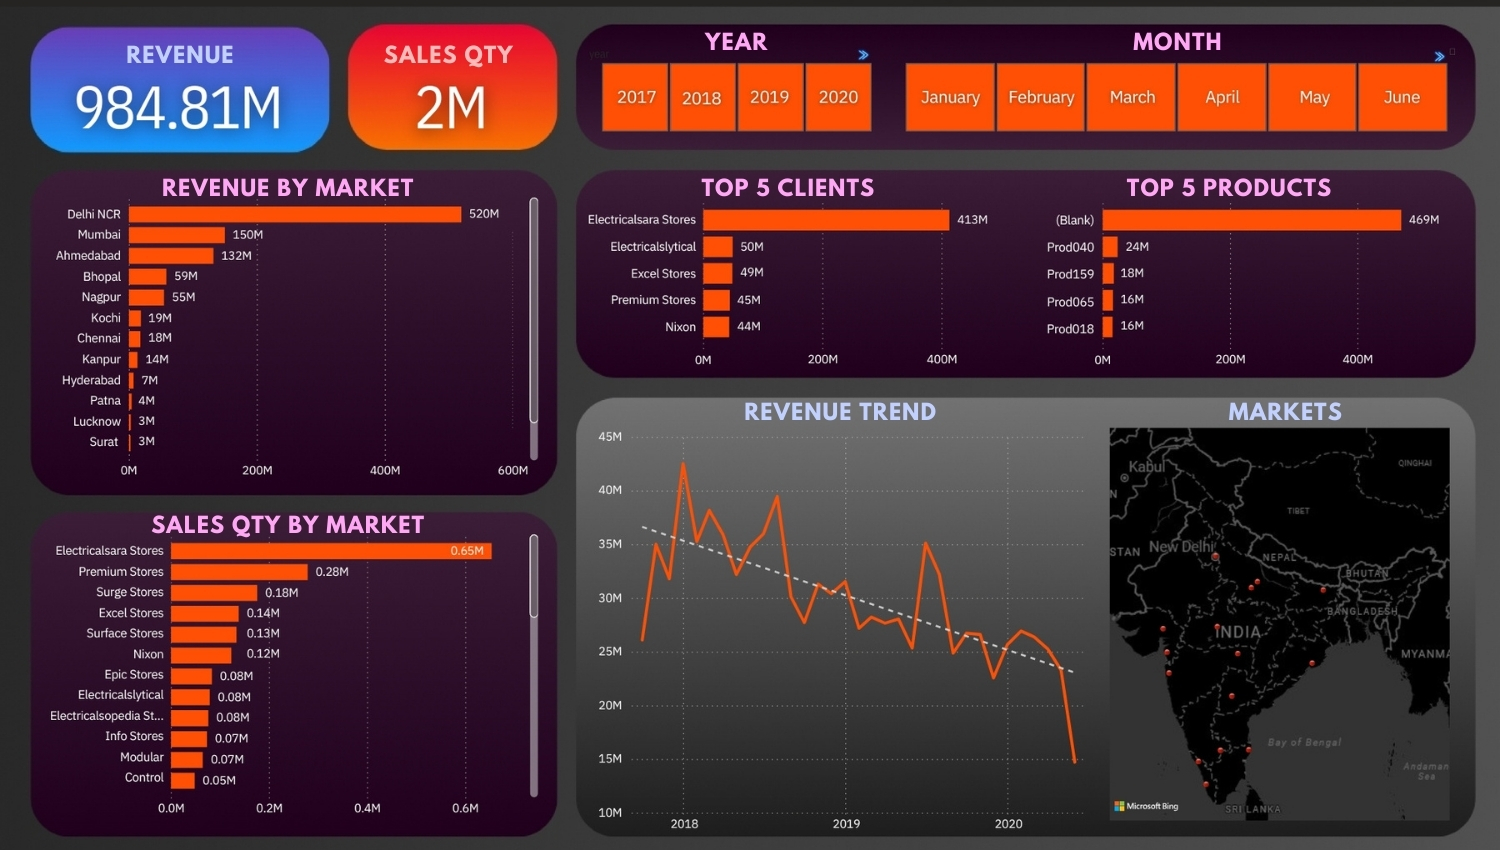 REVENUE
984.81M
SALES QTY
2M
YEAR
year
2017
2018
2019
2020
MONTH
January
February
March
April
May
June
REVENUE BY MARKET
Delhi NCR 520M
Mumbai 150M
Ahmedabad 132M
Bhopal 59M
Nagpur 55M
Kochi 19M
Chennai 18M
Kanpur 14M
Hyderabad 7M
Patna 4M
Lucknow 3M
Surat 3M
0M 200M 400M 600M
TOP 5 CLIENTS
Electricalsara Stores 413M
Electricalslytical 50M
Excel Stores 49M
Premium Stores 45M
Nixon 44M
0M 200M 400M
TOP 5 PRODUCTS
(Blank) 469M
Prod040 24M
Prod159 18M
Prod065 16M
Prod018 16M
0M 200M 400M
SALES QTY BY MARKET
Electricalsara Stores 0.65M
Premium Stores 0.28M
Surge Stores 0.18M
Excel Stores 0.14M
Surface Stores 0.13M
Nixon 0.12M
Epic Stores 0.08M
Electricalslytical 0.08M
Electricalsopedia St... 0.08M
Info Stores 0.07M
Modular 0.07M
Control 0.05M
0.0M 0.2M 0.4M 0.6M
REVENUE TREND
45M
40M
35M
30M
25M
20M
15M
10M
2018 2019 2020
MARKETS
Kabul
QINGHAI
N
TIBET
STAN
New Delhi
NEPAL
BHUTAN
BANGLADESH
INDIA
MYANMA
Bay of Bengal
Andaman
Sea
Microsoft Bing
SRI LANKA